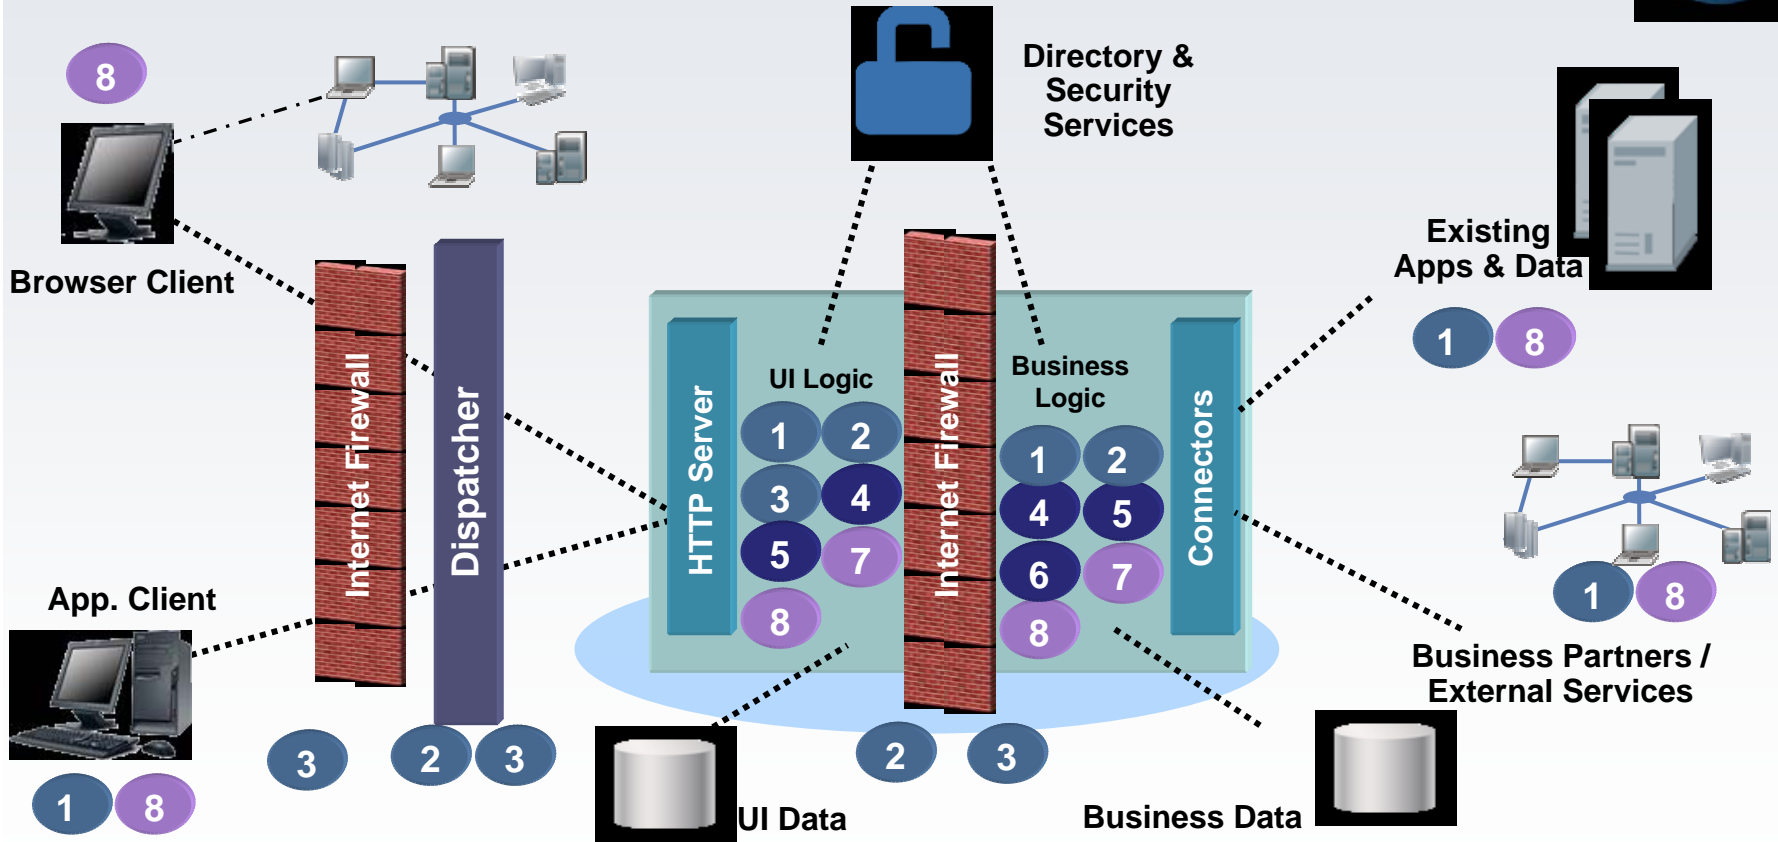 8
Directory &
Security
Services
Browser Client
Existing
Apps & Data
1 8
Internet Firewall
Dispatcher
HTTP Server
UI Logic
1 2
3 4
5 7
8
Internet Firewall
Business
Logic
1 2
4 5
6 7
8
Connectors
1 8
Business Partners /
External Services
App. Client
1 8
3
2 3
UI Data
2 3
Business Data